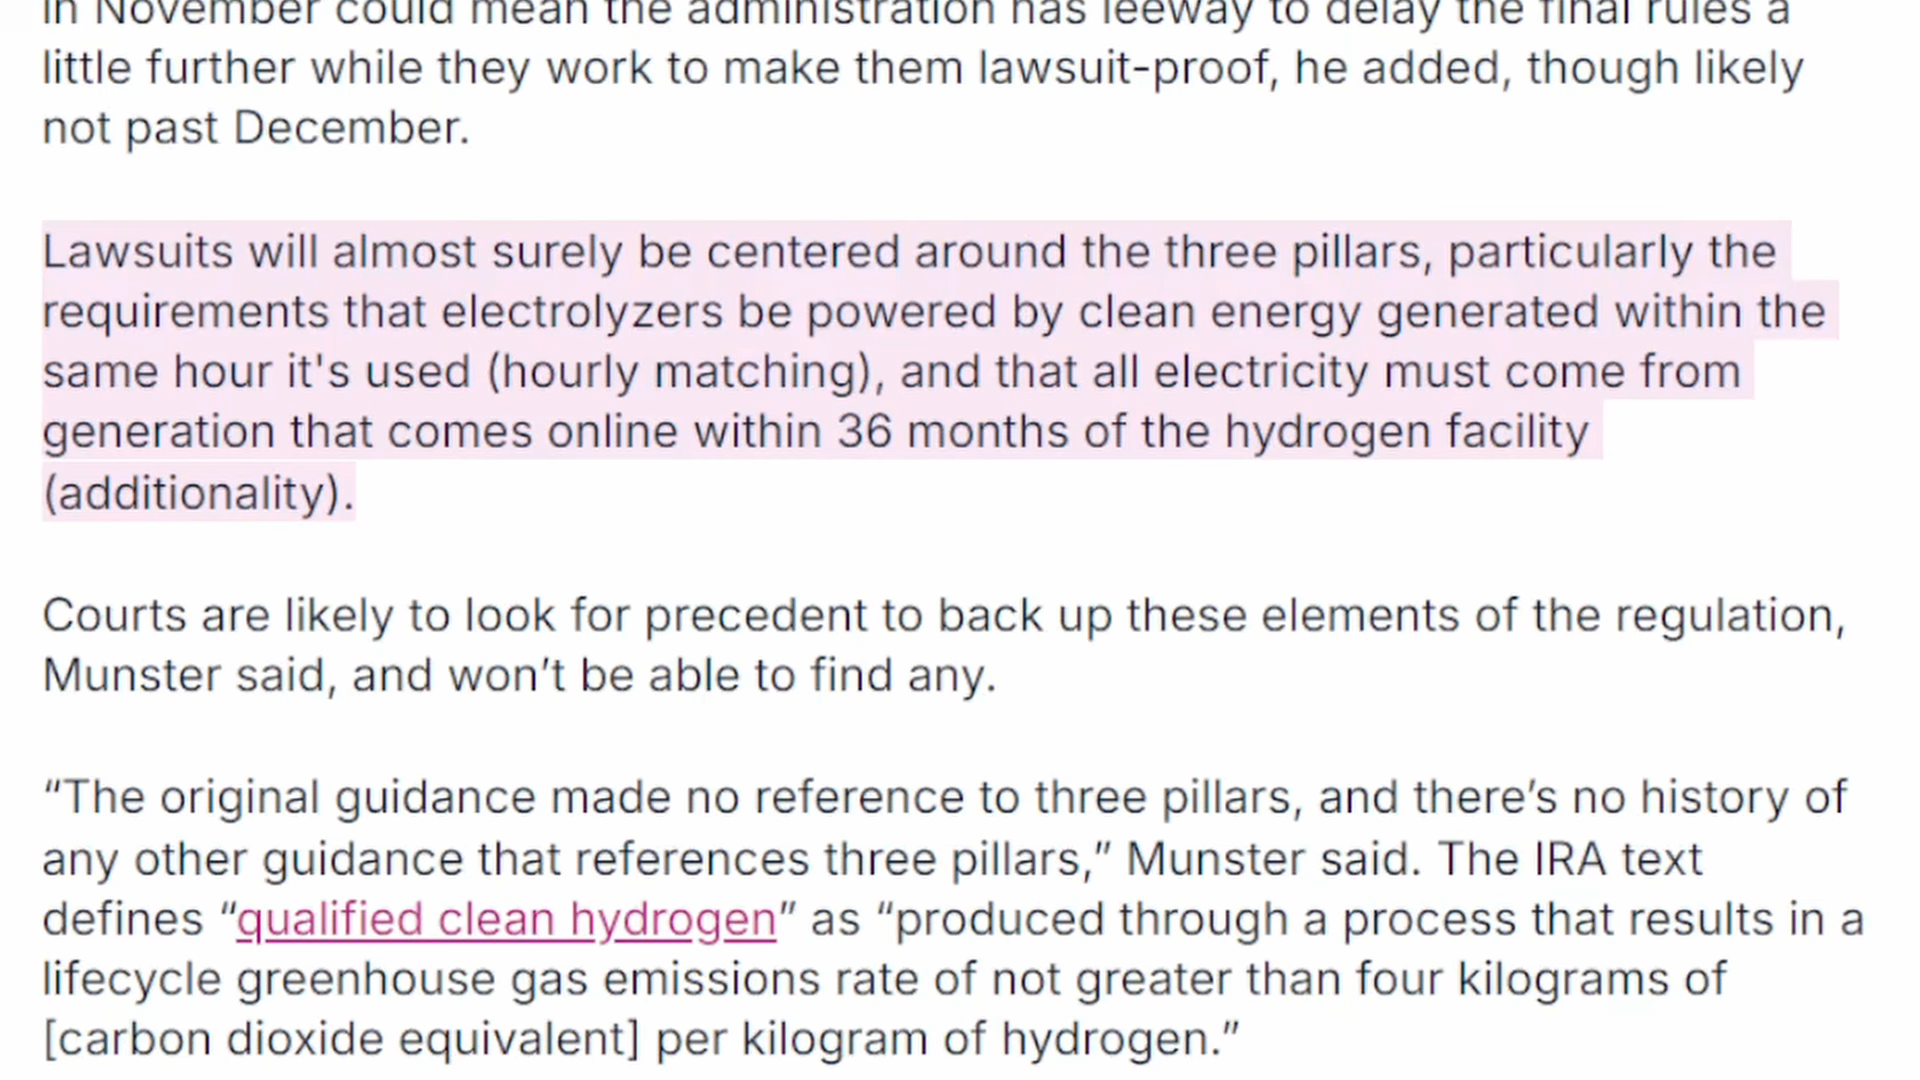 in November could mean the administration has leeway to delay the final rules a
little further while they work to make them lawsuit-proof, he added, though likely
not past December.
Lawsuits will almost surely be centered around the three pillars, particularly the
requirements that electrolyzers be powered by clean energy generated within the
same hour it's used (hourly matching), and that all electricity must come from
generation that comes online within 36 months of the hydrogen facility
(additionality).
Courts are likely to look for precedent to back up these elements of the regulation,
Munster said, and won’t be able to find any.
“The original guidance made no reference to three pillars, and there’s no history of
any other guidance that references three pillars,” Munster said. The IRA text
defines “qualified clean hydrogen” as “produced through a process that results in a
lifecycle greenhouse gas emissions rate of not greater than four kilograms of
[carbon dioxide equivalent] per kilogram of hydrogen.”